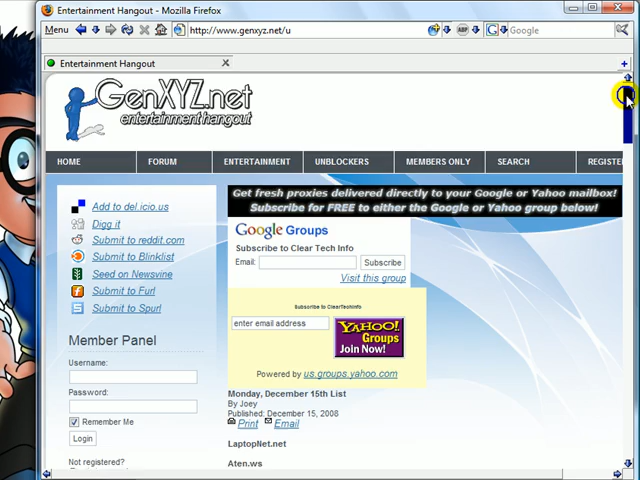 Entertainment Hangout - Mozilla Firefox
Menu
http://www.genxyz.net/u
ABP
G
Google
Entertainment Hangout
GenXYZ.net
entertainment hangout
HOME
FORUM
ENTERTAINMENT
UNBLOCKERS
MEMBERS ONLY
SEARCH
REGISTE
Add to del.icio.us
Digg it
Submit to reddit.com
Submit to Blinklist
Seed on Newsvine
Submit to Furl
Submit to Spurl
Member Panel
Username:
Password:
Remember Me
Login
Not registered?
Get fresh proxies delivered directly to your Google or Yahoo mailbox!
Subscribe for FREE to either the Google or Yahoo group below!
Google Groups
Subscribe to Clear Tech Info
Email:
Subscribe
Visit this group
Subscribe to ClearTechInfo
enter email address
YAHOO!
Groups
Join Now!
Powered by us.groups.yahoo.com
Monday, December 15th List
By Joey
Published: December 15, 2008
Print Email
LaptopNet.net
Aten.ws